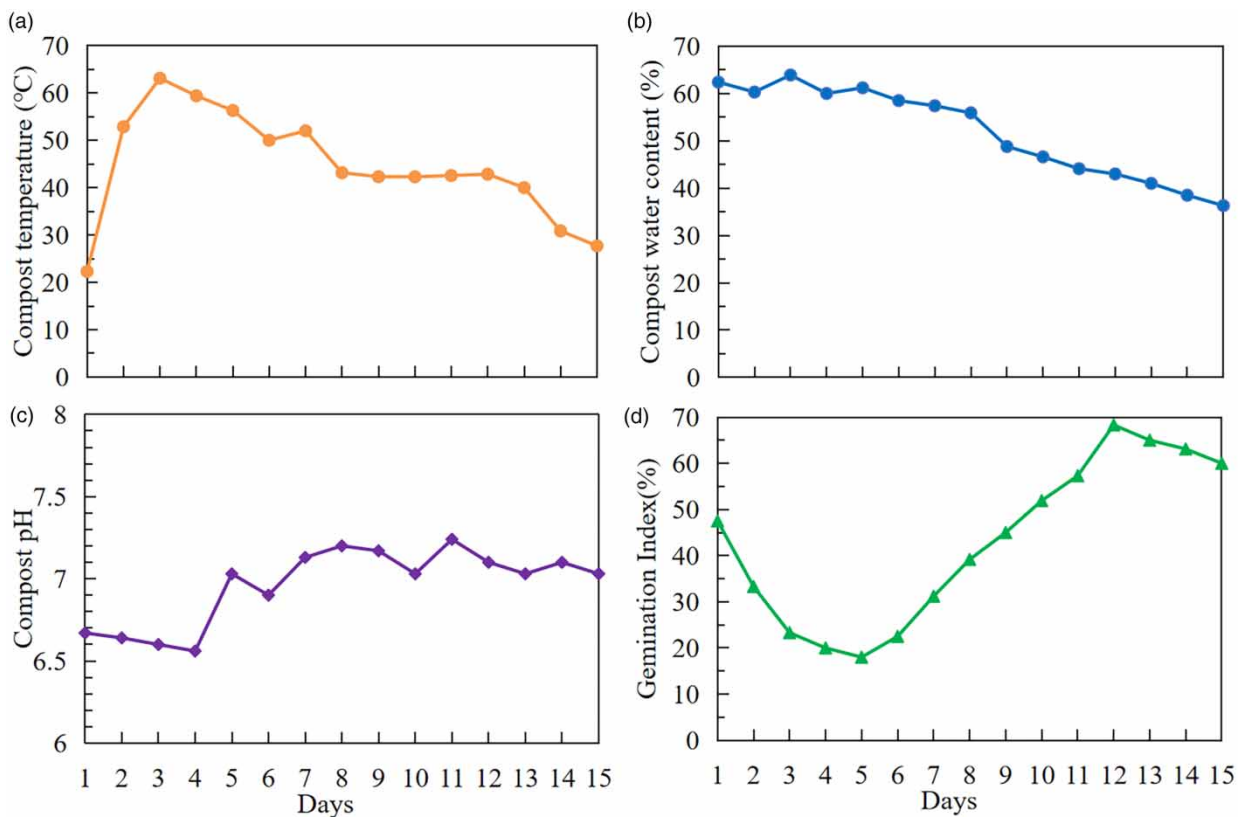 (a)
Compost temperature (°C)
70
60
50
40
30
20
10
0
(b)
Compost water content (%)
70
60
50
40
30
20
10
0
(c)
Compost pH
8
7.5
7
6.5
6
1 2 3 4 5 6 7 8 9 10 11 12 13 14 15
Days
(d)
Gemination Index(%)
70
60
50
40
30
20
10
0
1 2 3 4 5 6 7 8 9 10 11 12 13 14 15
Days